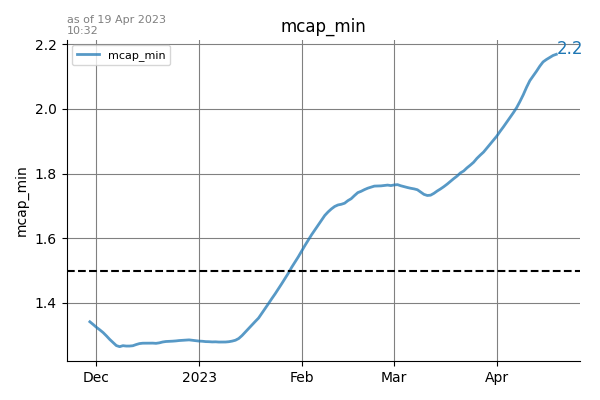 as of 19 Apr 2023
10:32
mcap_min
mcap_min
2.2
2.2
2.0
1.8
1.6
1.4
mcap_min
Dec
2023
Feb
Mar
Apr